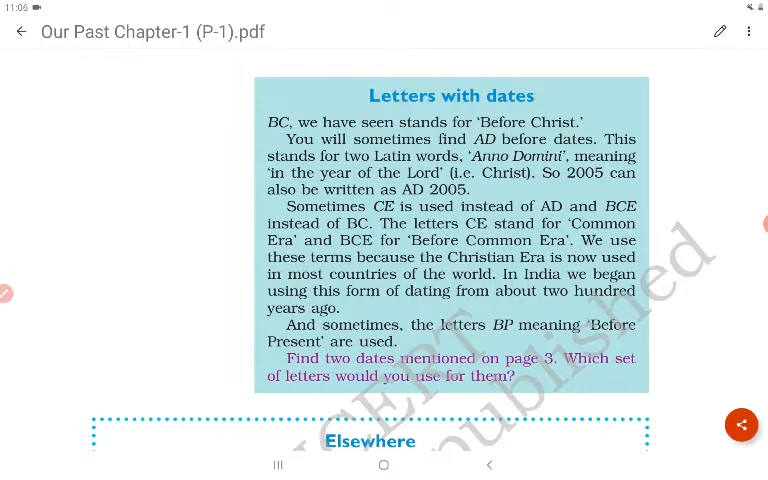 11:06
Our Past Chapter-1 (P-1).pdf
Letters with dates
BC, we have seen stands for ‘Before Christ.’
You will sometimes find AD before dates. This
stands for two Latin words, ‘Anno Domini’, meaning
‘in the year of the Lord’ (i.e. Christ). So 2005 can
also be written as AD 2005.
Sometimes CE is used instead of AD and BCE
instead of BC. The letters CE stand for ‘Common
Era’ and BCE for ‘Before Common Era’. We use
these terms because the Christian Era is now used
in most countries of the world. In India we began
using this form of dating from about two hundred
years ago.
And sometimes, the letters BP meaning ‘Before
Present’ are used.
Find two dates mentioned on page 3. Which set
of letters would you use for them?
Elsewhere
NCERT
republished